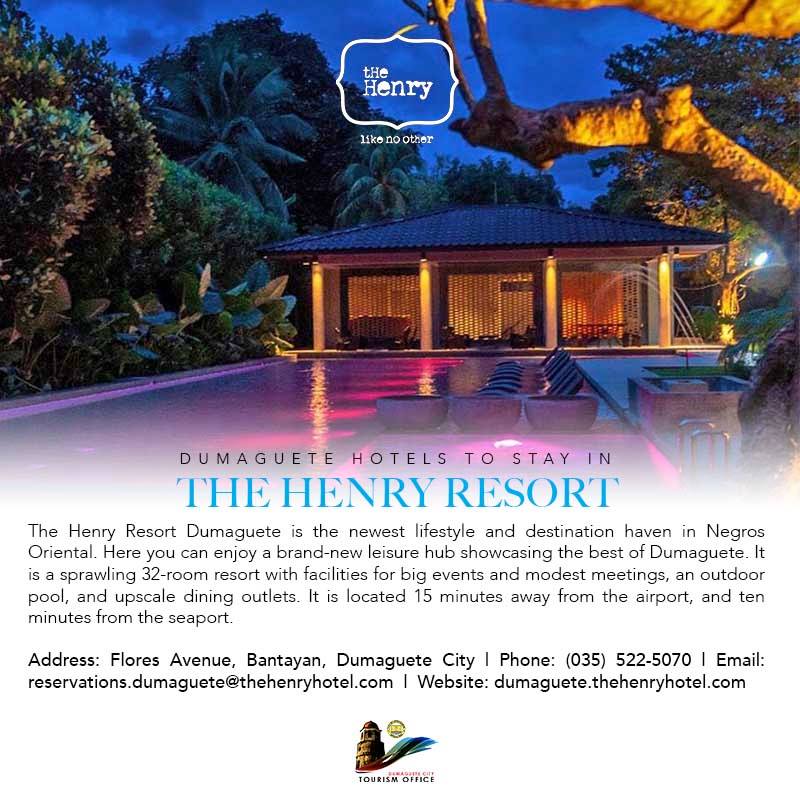 tHe
Henry
like no other
DUMAGUETE HOTELS TO STAY IN
THE HENRY RESORT
The Henry Resort Dumaguete is the newest lifestyle and destination haven in Negros
Oriental. Here you can enjoy a brand-new leisure hub showcasing the best of Dumaguete. It
is a sprawling 32-room resort with facilities for big events and modest meetings, an outdoor
pool, and upscale dining outlets. It is located 15 minutes away from the airport, and ten
minutes from the seaport.
Address: Flores Avenue, Bantayan, Dumaguete City | Phone: (035) 522-5070 | Email:
reservations.dumaguete@thehenryhotel.com | Website: dumaguete.thehenryhotel.com
DUMAGUETE CITY
TOURISM OFFICE